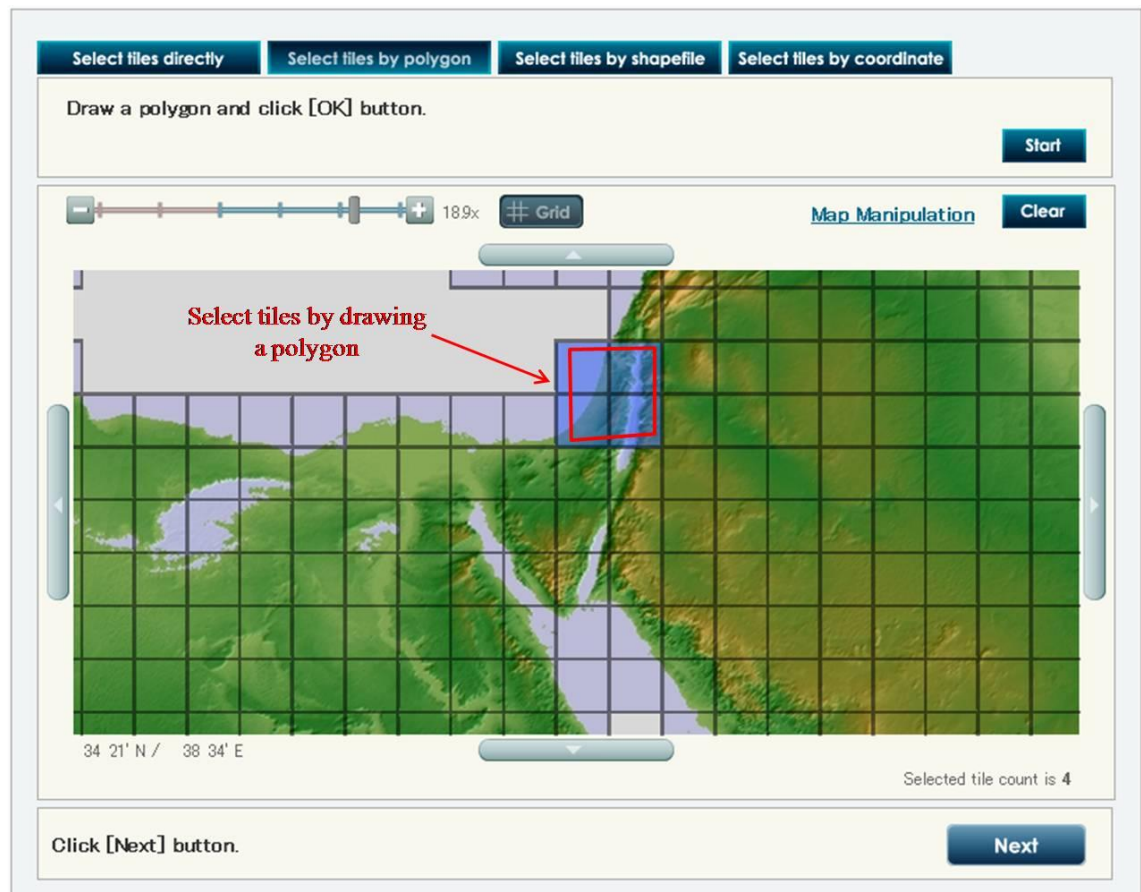 Select tiles directly
Select tiles by polygon
Select tiles by shapefile
Select tiles by coordinate
Draw a polygon and click [OK] button.
Start
18.9x
Grid
Map Manipulation
Clear
Select tiles by drawing
a polygon
34 21' N / 38 34' E
Selected tile count is 4
Click [Next] button.
Next